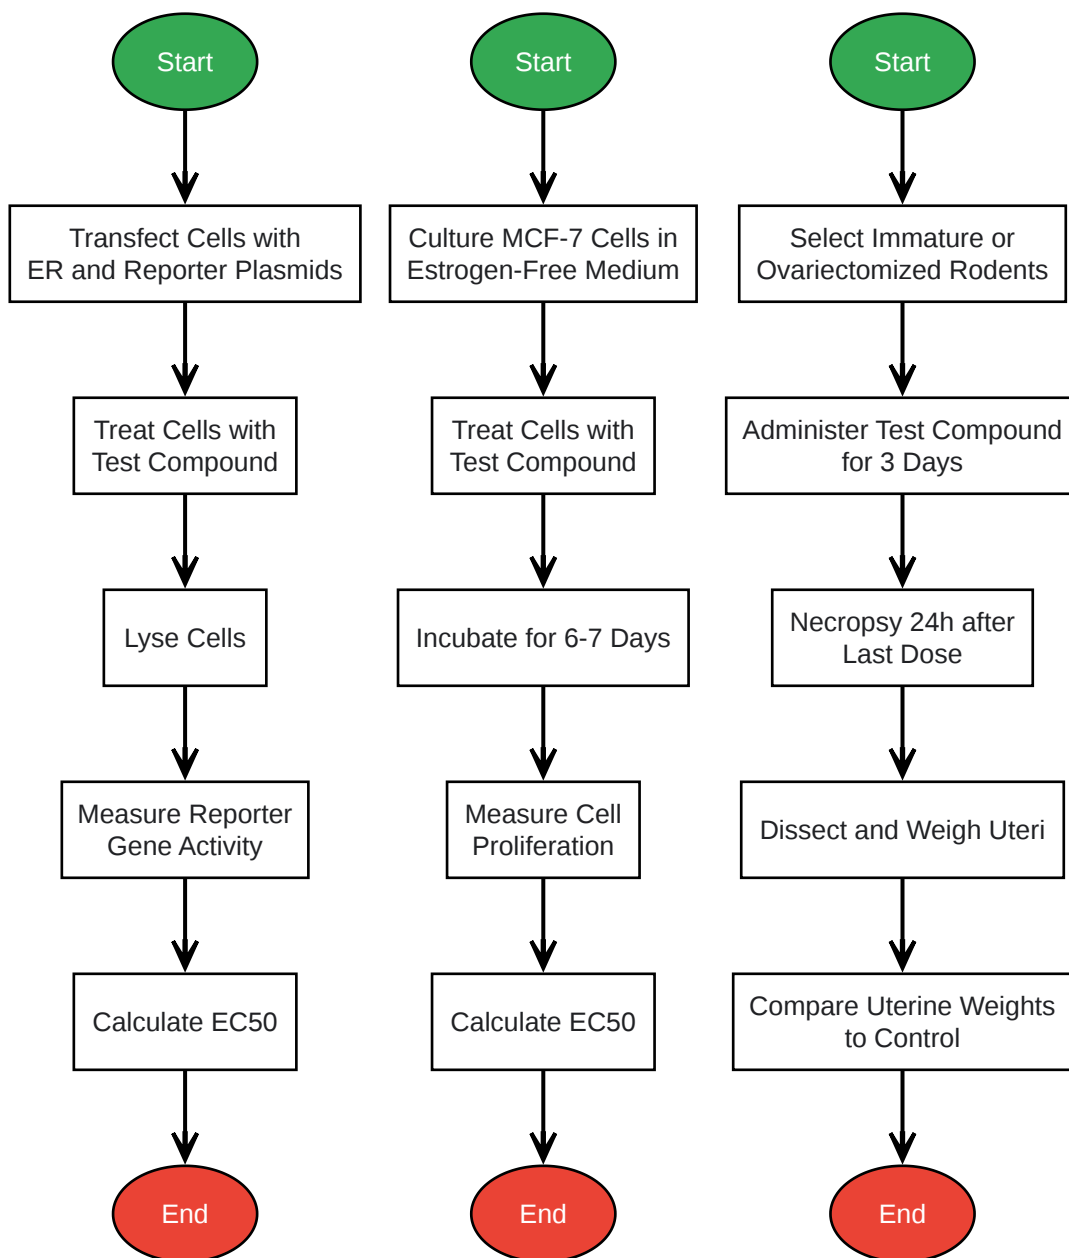 Start
Transfect Cells with
ER and Reporter Plasmids
Treat Cells with
Test Compound
Lyse Cells
Measure Reporter
Gene Activity
Calculate EC50
End
Start
Culture MCF-7 Cells in
Estrogen-Free Medium
Treat Cells with
Test Compound
Incubate for 6-7 Days
Measure Cell
Proliferation
Calculate EC50
End
Start
Select Immature or
Ovariectomized Rodents
Administer Test Compound
for 3 Days
Necropsy 24h after
Last Dose
Dissect and Weigh Uteri
Compare Uterine Weights
to Control
End